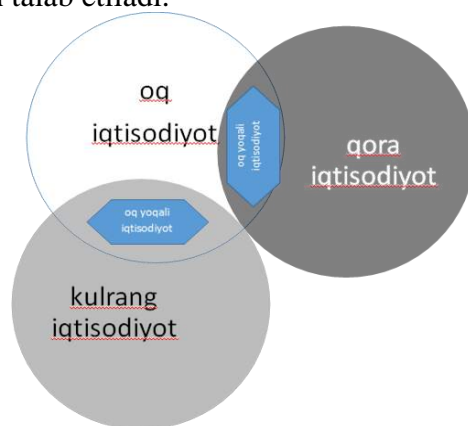 talab etiladi.
oq
iqtisodiyot
oq yoqali
iqtisodiyot
qora
iqtisodiyot
oq yoqali
iqtisodiyot
kulrang
iqtisodiyot